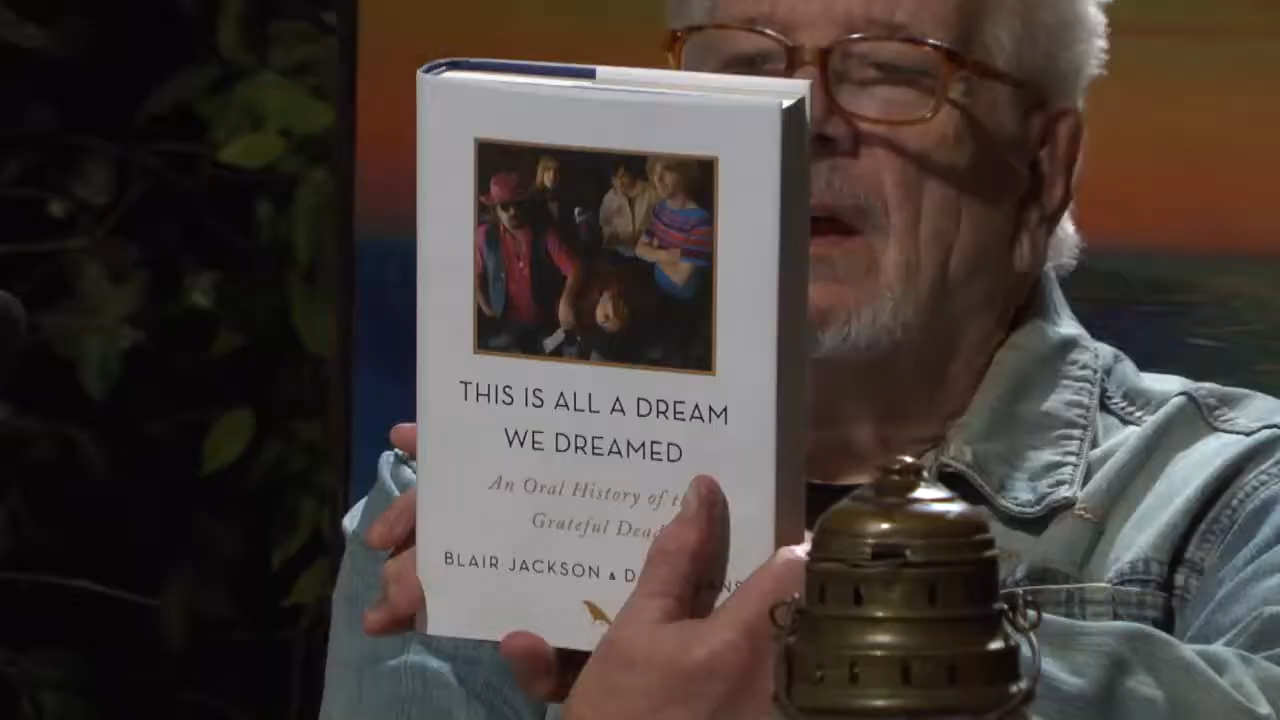 THIS IS ALL A DREAM
WE DREAMED
An Oral History of
Grateful Dead
BLAIR JACKSON &